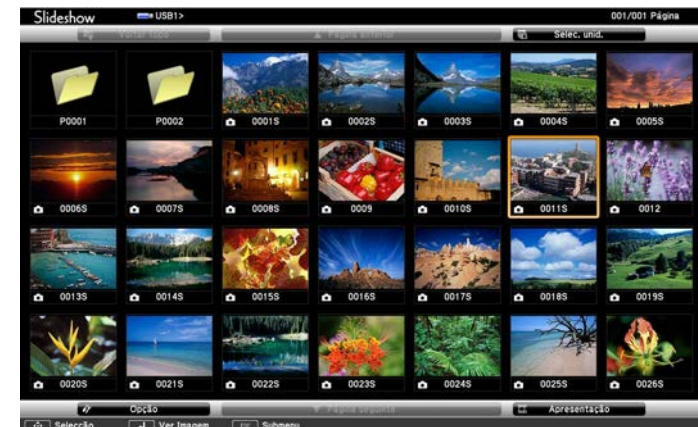 Slideshow USB1> 001/001 Página
Voltar topo Página anterior Selec. unid.
P0001 P0002 0001S 0002S 0003S 0004S 0005S
0006S 0007S 0008S 0009 0010S 0011S 0012
0013S 0014S 0015S 0016S 0017S 0018S 0019S
0020S 0021S 0022S 0023S 0024S 0025S 0026S
Opção Página seguinte Apresentação
Selecção Ver Imagem Esc Submenu